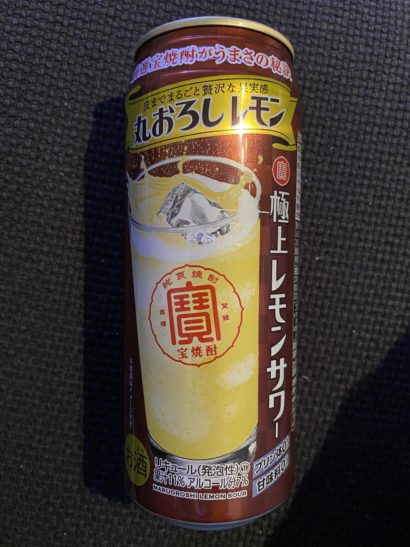 宝焼酎がうまさの秘訣
皮までまるごと贅沢な果実感
丸おろしレモン
寶
極上レモンサワー
純良焼酎
寶
宝焼酎
お酒
リキュール(発泡性)①
果汁11% アルコール分7%
MARUOROSHI LEMON SOUR
プリン体0
甘味料0